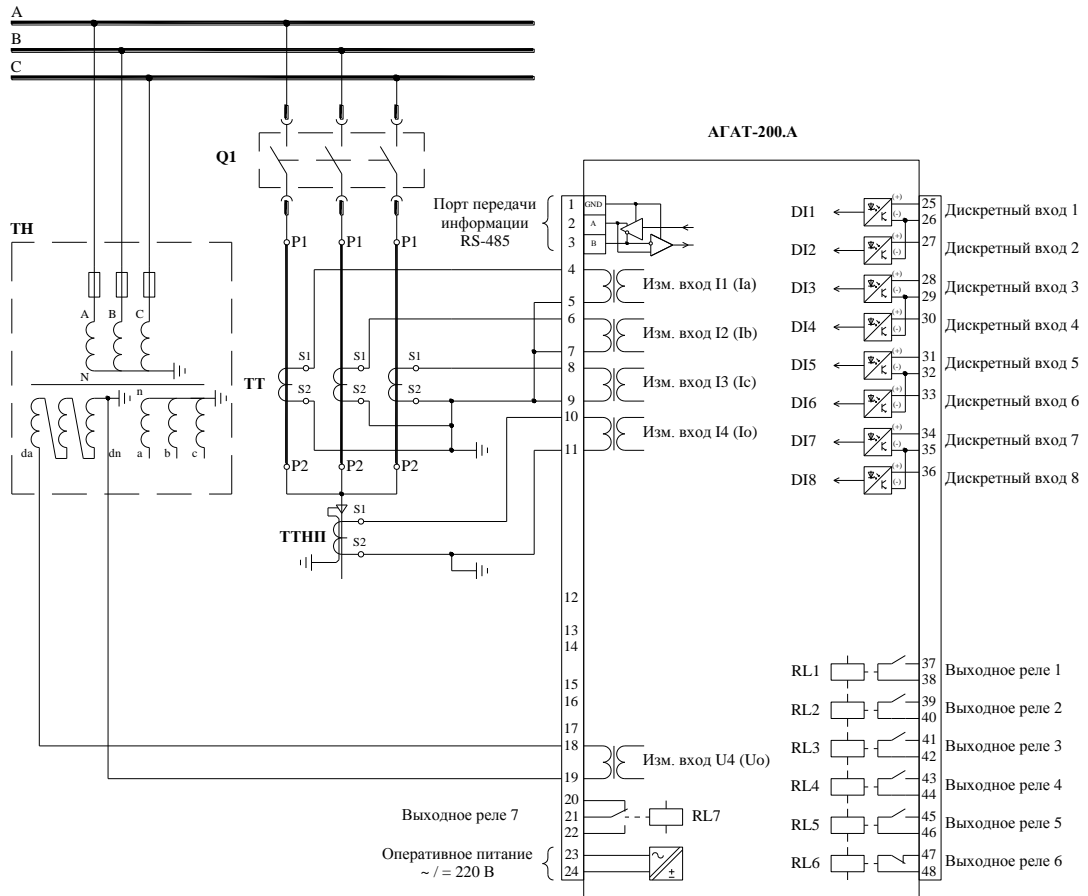 A
B
C
АГАТ-200.А
Q1
ТН
A
B
C
N
n
da
dn
a
b
c
P1
P1
P1
ТТ
S1
S2
S1
S2
S1
S2
P2
P2
P2
ТТНП
S1
S2
Порт передачи
информации
RS-485
1
GND
2
A
3
B
4
Изм. вход I1 (Ia)
5
6
Изм. вход I2 (Ib)
7
8
Изм. вход I3 (Ic)
9
10
Изм. вход I4 (Io)
11
12
13
14
15
16
17
18
Изм. вход U4 (Uo)
19
20
Выходное реле 7
21
RL7
22
Оперативное питание
~ / = 220 В
23
24
DI1
(+)
(-)
25
26
Дискретный вход 1
DI2
(+)
(-)
27
Дискретный вход 2
DI3
(+)
(-)
28
29
Дискретный вход 3
DI4
(+)
(-)
30
Дискретный вход 4
DI5
(+)
(-)
31
32
Дискретный вход 5
DI6
(+)
(-)
33
Дискретный вход 6
DI7
(+)
(-)
34
35
Дискретный вход 7
DI8
(+)
(-)
36
Дискретный вход 8
RL1
37
38
Выходное реле 1
RL2
39
40
Выходное реле 2
RL3
41
42
Выходное реле 3
RL4
43
44
Выходное реле 4
RL5
45
46
Выходное реле 5
RL6
47
48
Выходное реле 6